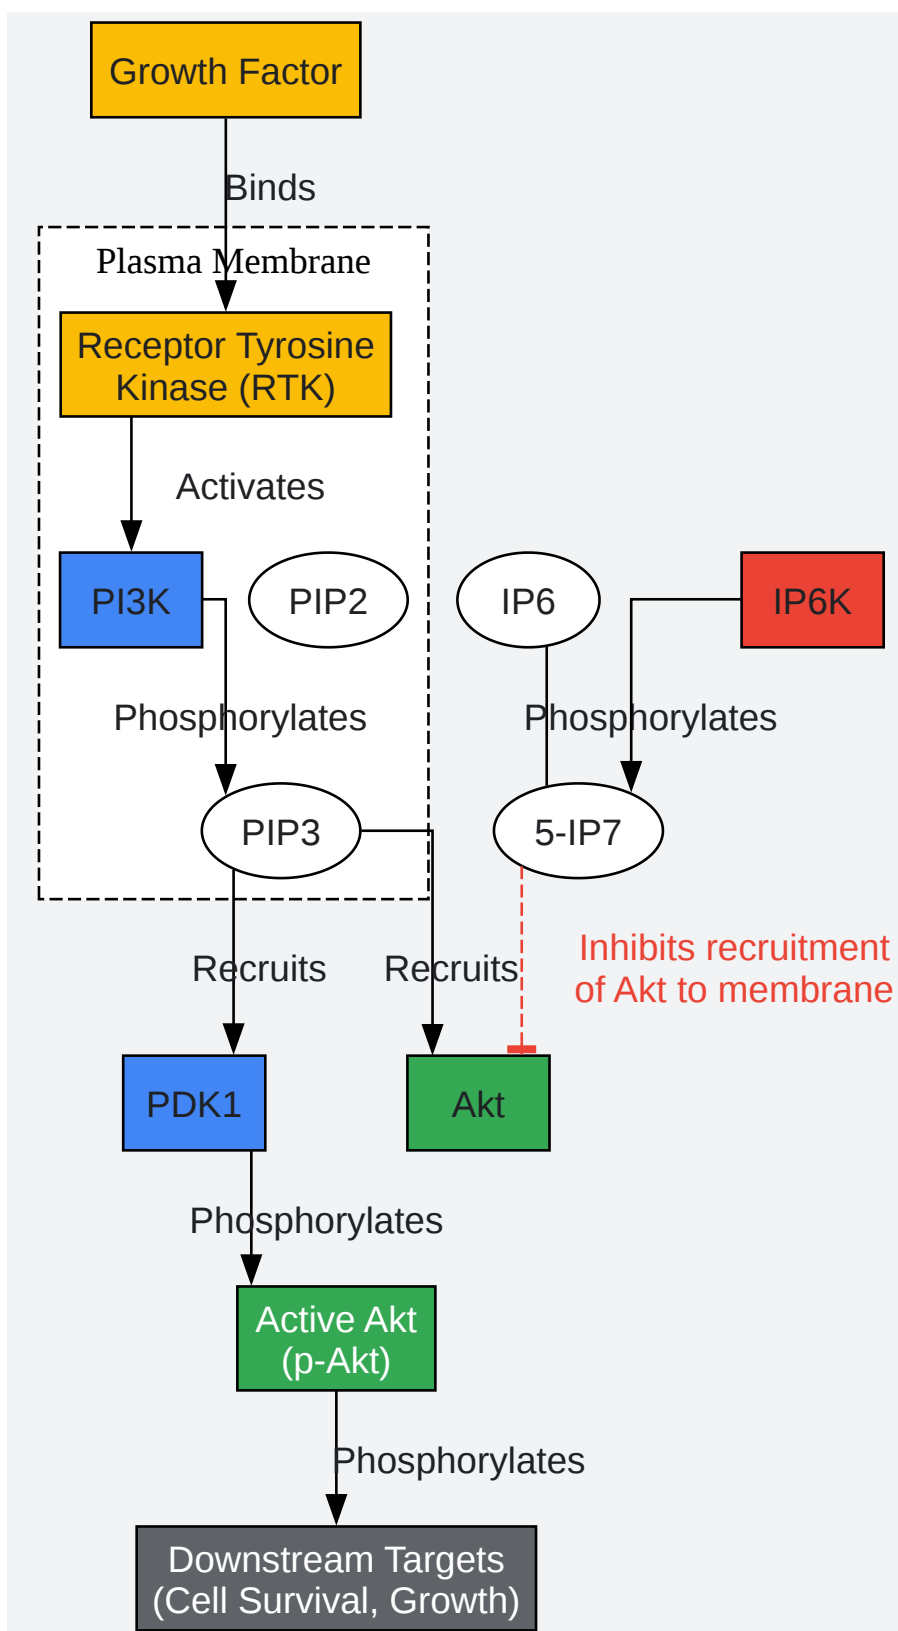 Growth Factor
Binds
Plasma Membrane
Receptor Tyrosine
Kinase (RTK)
Activates
PI3K
PIP2
IP6
IP6K
Phosphorylates
Phosphorylates
PIP3
5-IP7
Recruits
Recruits
Inhibits recruitment
of Akt to membrane
PDK1
Akt
Phosphorylates
Active Akt
(p-Akt)
Phosphorylates
Downstream Targets
(Cell Survival, Growth)